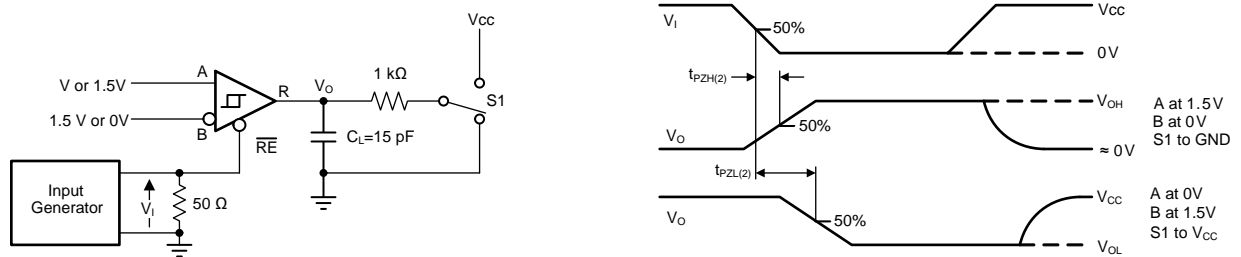 Vcc
V or 1.5V
A
R
V_O
1 kΩ
S1
1.5 V or 0V
B
R̅E̅
C_L=15 pF
Input
Generator
V_I
50 Ω
V_I
50%
Vcc
0V
t_PZH(2)
V_O
50%
V_OH
≈ 0V
A at 1.5V
B at 0V
S1 to GND
t_PZL(2)
V_O
50%
V_CC
V_OL
A at 0V
B at 1.5V
S1 to V_CC